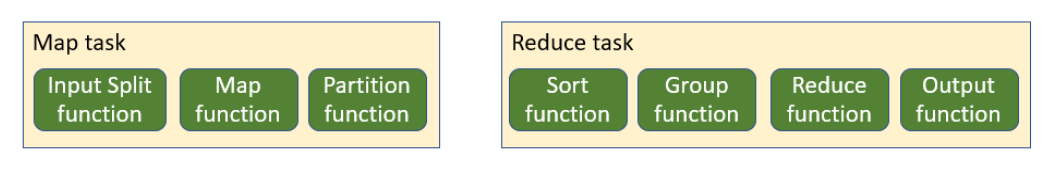 Map task
Input Split
function
Map
function
Partition
function
Reduce task
Sort
function
Group
function
Reduce
function
Output
function